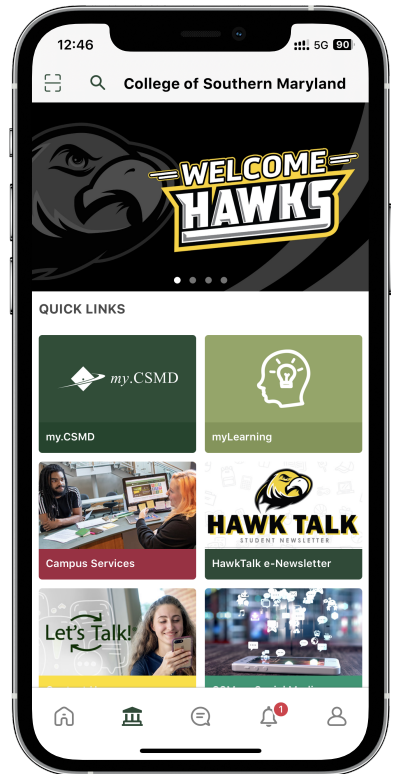 12:46
5G 90
College of Southern Maryland
WELCOME
HAWKS
QUICK LINKS
my.CSMD
my.CSMD
myLearning
Campus Services
HAWK TALK
STUDENT NEWSLETTER
HawkTalk e-Newsletter
Let's Talk!
1